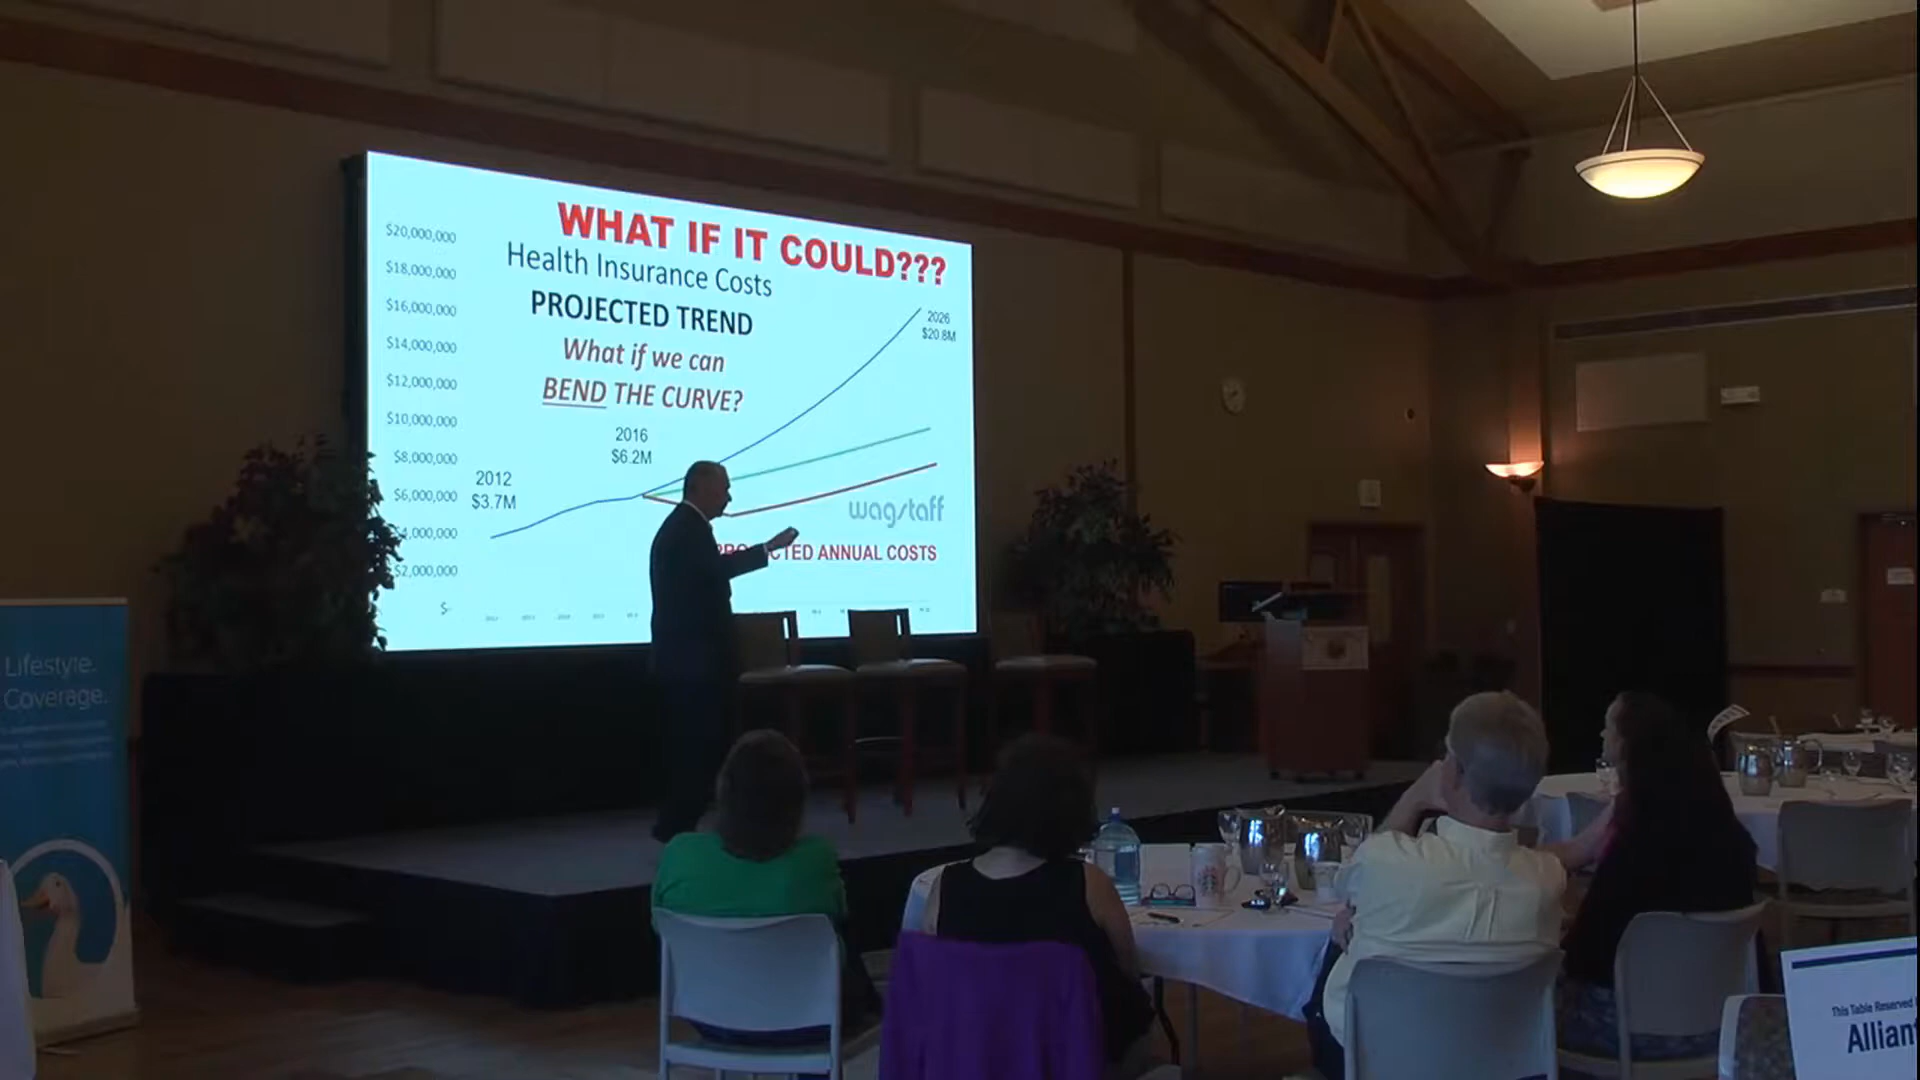 WHAT IF IT COULD???
Health Insurance Costs
PROJECTED TREND
What if we can
BEND THE CURVE?
$20,000,000
$18,000,000
$16,000,000
$14,000,000
$12,000,000
$10,000,000
$8,000,000
$6,000,000
$4,000,000
$2,000,000
$-
2012
$3.7M
2016
$6.2M
2026
$20.8M
wagstaff
ANNUAL COSTS
Lifestyle.
Coverage.
This Table Reserved